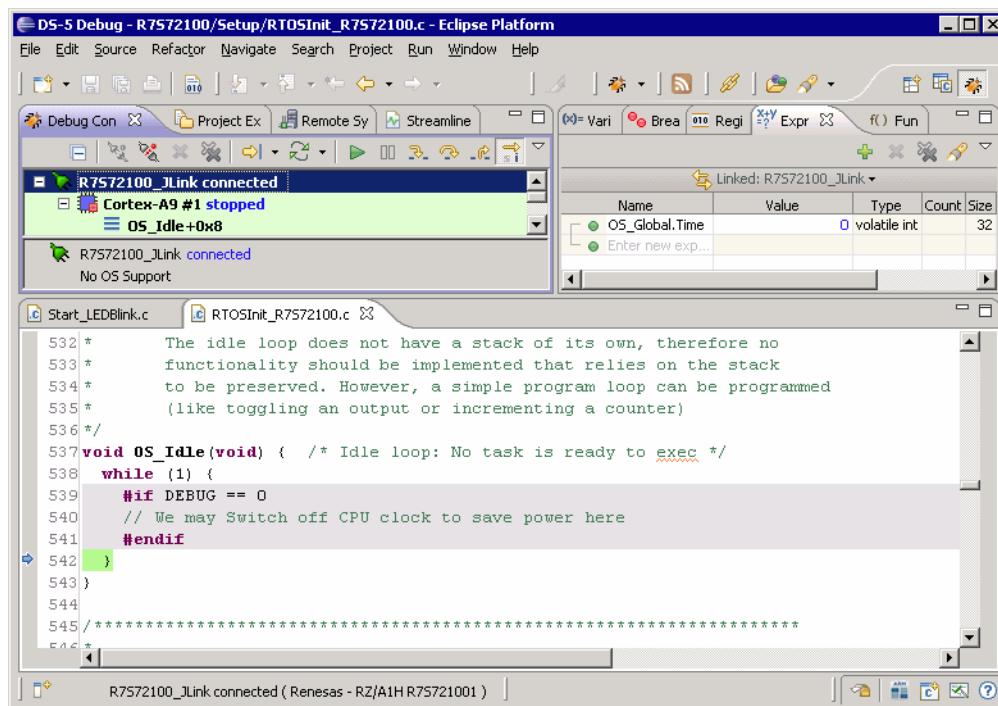 DS-5 Debug - R7S72100/Setup/RTOSInit_R7S72100.c - Eclipse Platform
File Edit Source Refactor Navigate Search Project Run Window Help
Debug Con Project Ex Remote Sy Streamline
(x)= Vari Brea 010 Regi x+y=? Expr f() Fun
R7S72100_JLink connected
Cortex-A9 #1 stopped
OS_Idle+0x8
R7S72100_JLink connected
No OS Support
Linked: R7S72100_JLink
Name Value Type Count Size
OS_Global.Time 0 volatile int 32
Enter new exp...
Start_LEDBlink.c RTOSInit_R7S72100.c
532 * The idle loop does not have a stack of its own, therefore no
533 * functionality should be implemented that relies on the stack
534 * to be preserved. However, a simple program loop can be programmed
535 * (like toggling an output or incrementing a counter)
536 */
537 void OS_Idle(void) { /* Idle loop: No task is ready to exec */
538 while (1) {
539 #if DEBUG == 0
540 // We may Switch off CPU clock to save power here
541 #endif
542 }
543 }
544
545 /*********************************************************************
546 *
R7S72100_JLink connected ( Renesas - RZ/A1H R7S721001 )